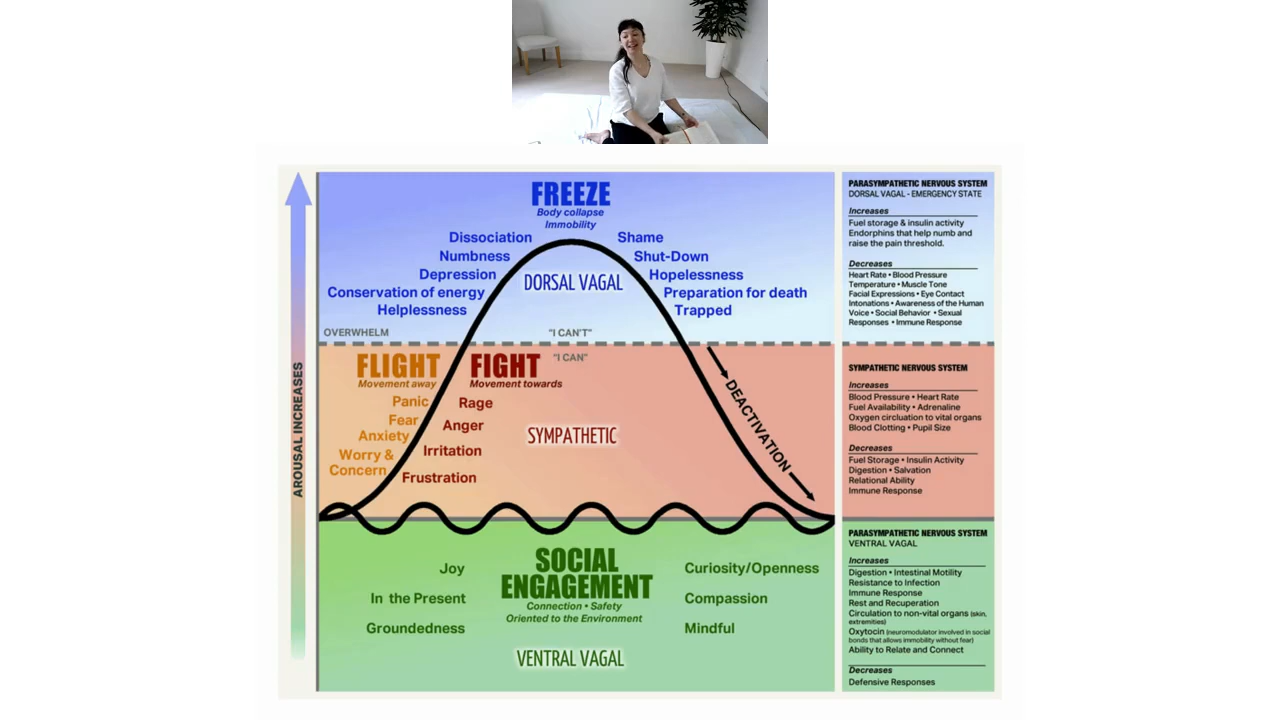 FREEZE
Body collapse
Immobility
Dissociation
Shame
Numbness
Shut-Down
Depression
Hopelessness
DORSAL VAGAL
Conservation of energy
Preparation for death
Helplessness
Trapped
OVERWHELM
"I CAN'T"
"I CAN"
FLIGHT
Movement away
FIGHT
Movement towards
Panic
Rage
Fear
Anger
Anxiety
SYMPATHETIC
Irritation
Worry &
Concern
Frustration
DEACTIVATION
AROUSAL INCREASES
SOCIAL
ENGAGEMENT
Connection • Safety
Oriented to the Environment
Joy
Curiosity/Openness
In the Present
Compassion
Groundedness
Mindful
VENTRAL VAGAL
PARASYMPATHETIC NERVOUS SYSTEM
DORSAL VAGAL - EMERGENCY STATE
Increases
Fuel storage & insulin activity
Endorphins that help numb and
raise the pain threshold.
Decreases
Heart Rate • Blood Pressure
Temperature • Muscle Tone
Facial Expressions • Eye Contact
Intonations • Awareness of the Human
Voice • Social Behavior • Sexual
Responses • Immune Response
SYMPATHETIC NERVOUS SYSTEM
Increases
Blood Pressure • Heart Rate
Fuel Availability • Adrenaline
Oxygen circluation to vital organs
Blood Clotting • Pupil Size
Decreases
Fuel Storage • Insulin Activity
Digestion • Salvation
Relational Ability
Immune Response
PARASYMPATHETIC NERVOUS SYSTEM
VENTRAL VAGAL
Increases
Digestion • Intestinal Motility
Resistance to Infection
Immune Response
Rest and Recuperation
Circulation to non-vital organs (skin,
extremities)
Oxytocin (neuromodulator involved in social
bonds that allows immobility without fear)
Ability to Relate and Connect
Decreases
Defensive Responses